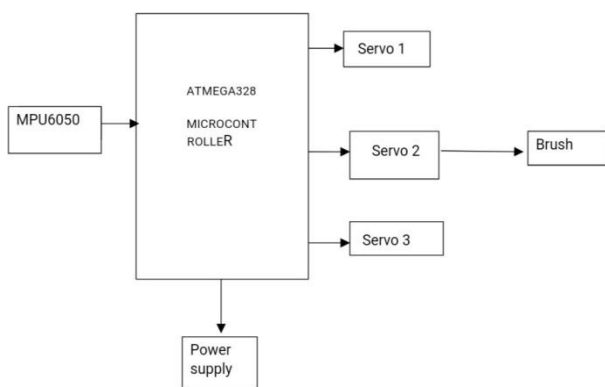 Servo 1
ATMEGA328
MPU6050
MICROCONT
ROLLER
Servo 2
Brush
Servo 3
Power
supply